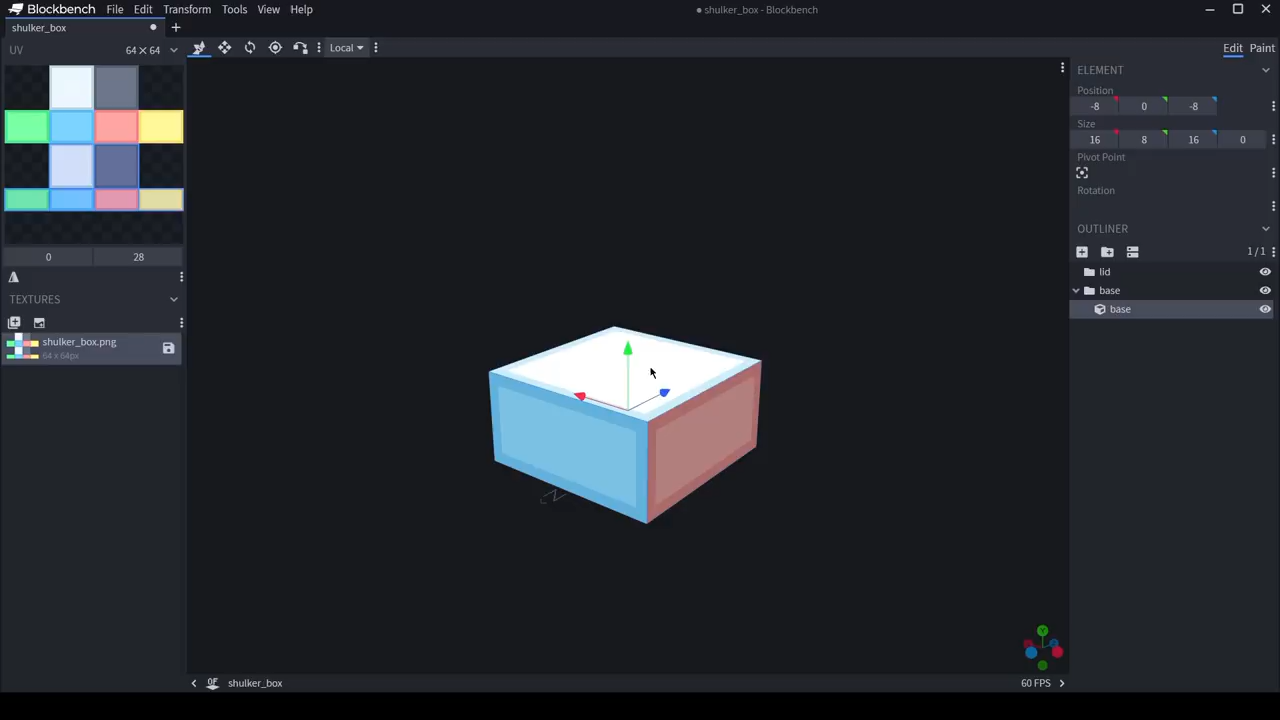 Blockbench File Edit Transform Tools View Help
● shulker_box - Blockbench
shulker_box
UV 64 × 64
Local
Edit Paint
ELEMENT
Position
-8 0 -8
Size
16 8 16 0
Pivot Point
Rotation
OUTLINER
1 / 1
lid
base
base
0 28
TEXTURES
shulker_box.png
64 x 64px
N
0F shulker_box
60 FPS
Y